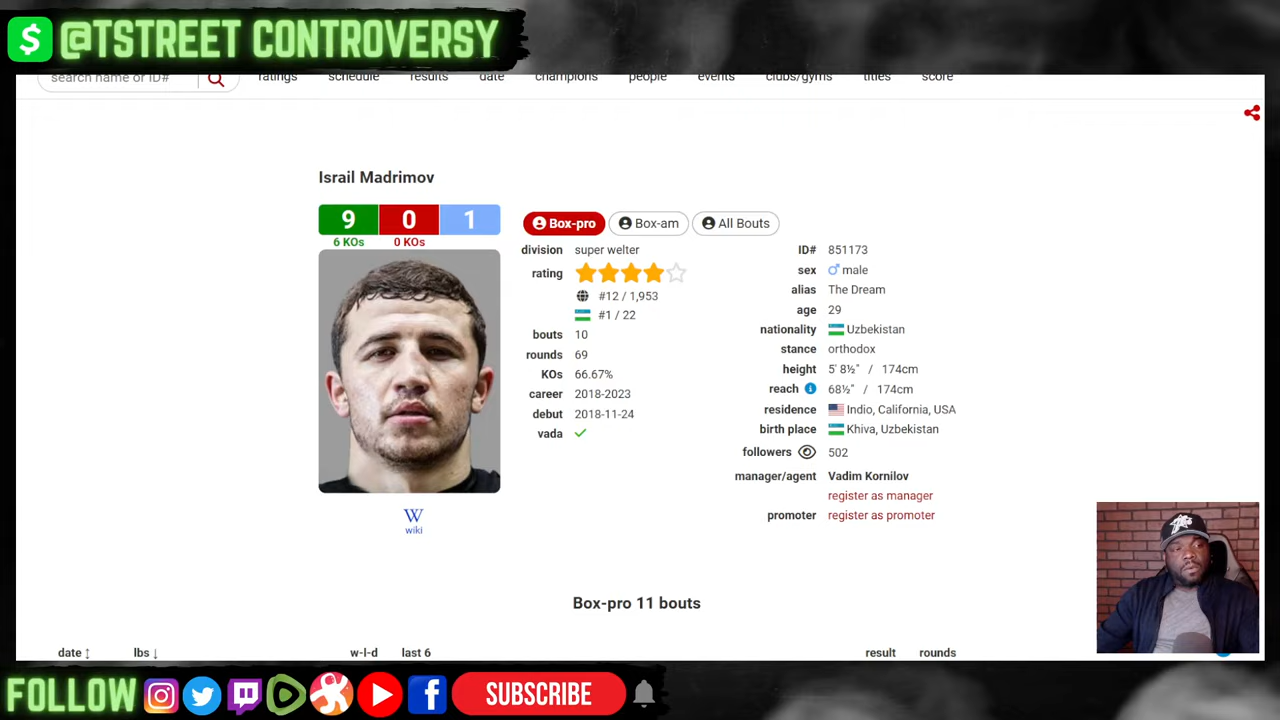 $ @TSTREET CONTROVERSY
search name or ID# ratings schedule results date champions people events clubs/gyms titles score
Israil Madrimov
9 0 1
6 KOs 0 KOs
Box-pro Box-am All Bouts
division super welter
rating
#12 / 1,953
#1 / 22
bouts 10
rounds 69
KOs 66.67%
career 2018-2023
debut 2018-11-24
vada
ID# 851173
sex male
alias The Dream
age 29
nationality Uzbekistan
stance orthodox
height 5' 8½" / 174cm
reach 68½" / 174cm
residence Indio, California, USA
birth place Khiva, Uzbekistan
followers 502
manager/agent Vadim Kornilov
register as manager
promoter register as promoter
W
wiki
Box-pro 11 bouts
date lbs w-l-d last 6 result rounds
FOLLOW SUBSCRIBE